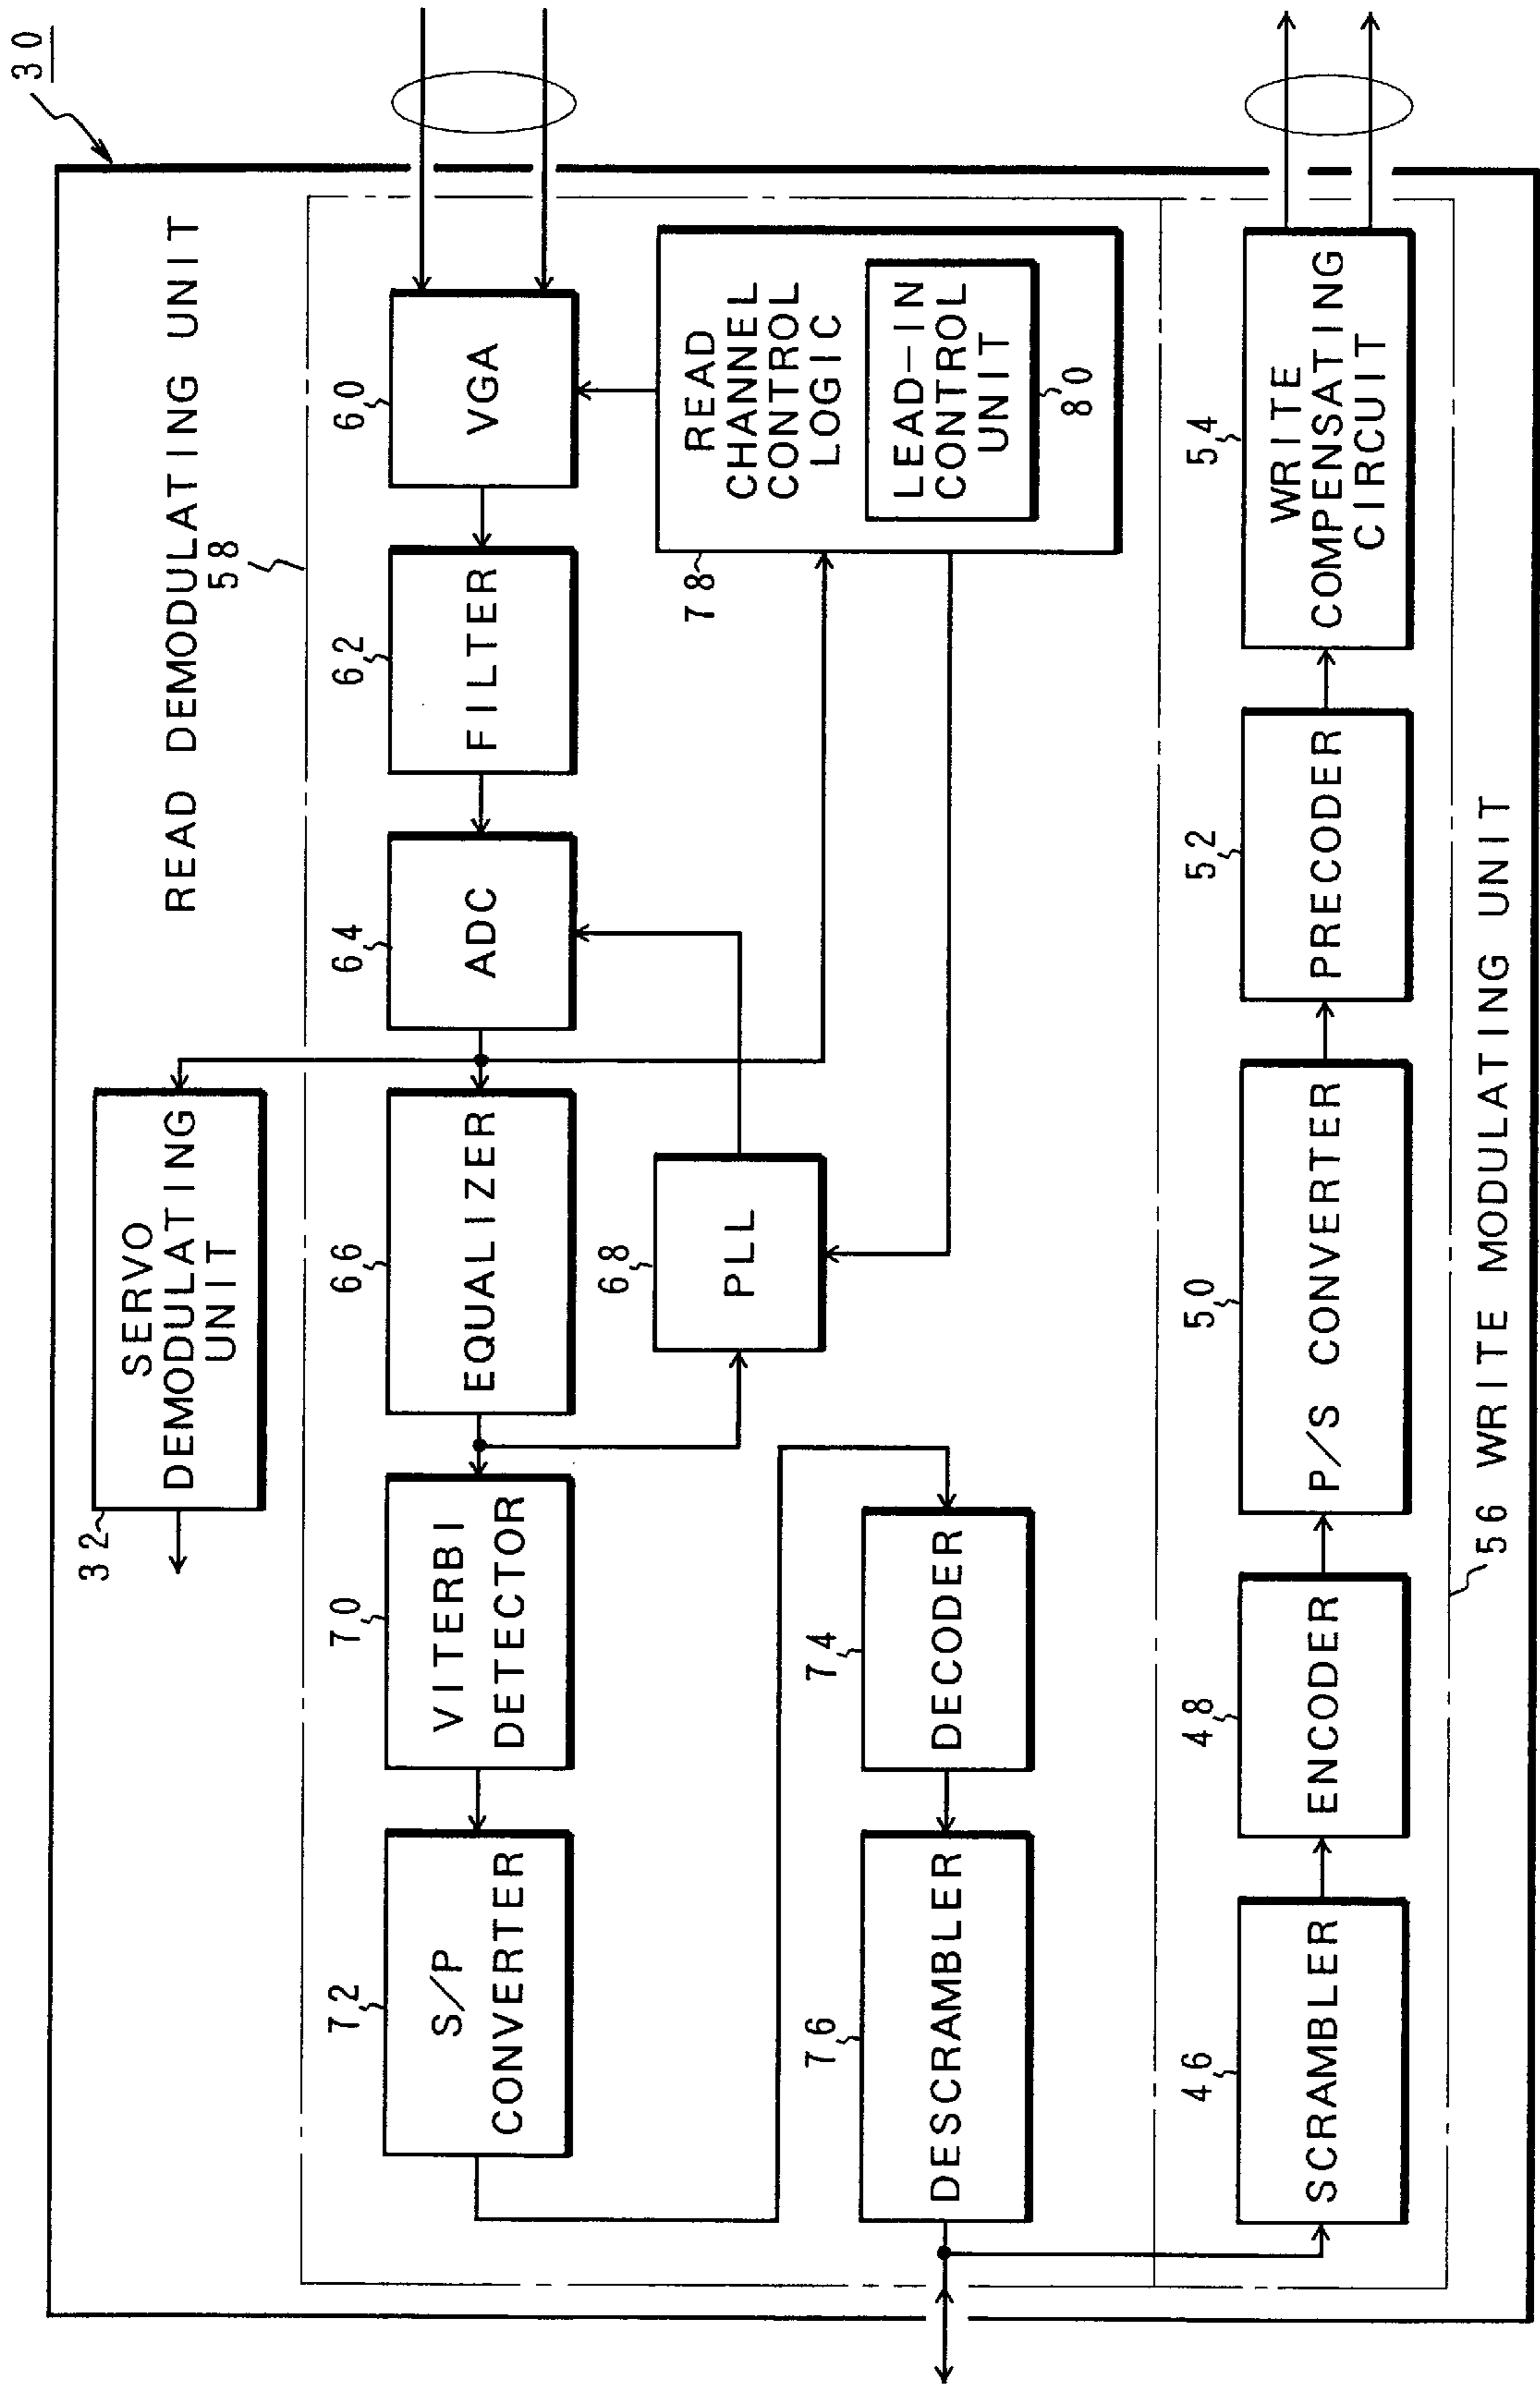 30
READ DEMODULATING UNIT
58
SERVO
DEMODULATING
UNIT
32
60
VGA
62
FILTER
64
ADC
66
EQUALIZER
68
PLL
70
VITERBI
DETECTOR
72
S/P
CONVERTER
74
DECODER
76
DESCRAMBLER
78
READ
CHANNEL
CONTROL
LOGIC
LEAD-IN
CONTROL
UNIT
80
46
SCRAMBLER
48
ENCODER
50
P/S CONVERTER
52
PRECODER
54
WRITE
COMPENSATING
CIRCUIT
56 WRITE MODULATING UNIT